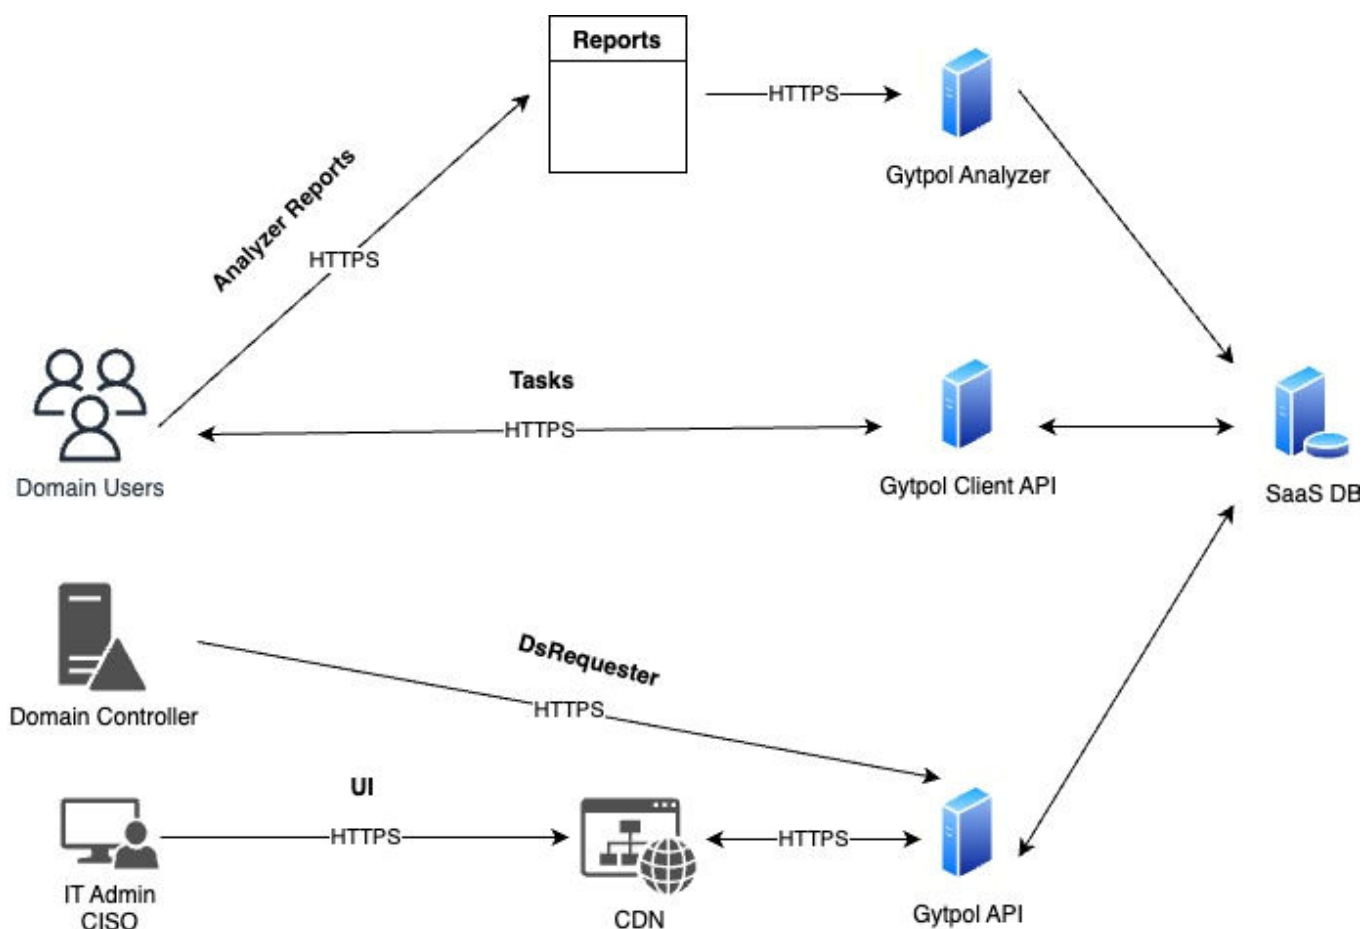 Reports
HTTPS
Gytpol Analyzer
Analyzer Reports
HTTPS
Tasks
HTTPS
Domain Users
Gytpol Client API
SaaS DB
DsRequester
HTTPS
Domain Controller
UI
HTTPS
HTTPS
IT Admin
CISO
CDN
Gytpol API